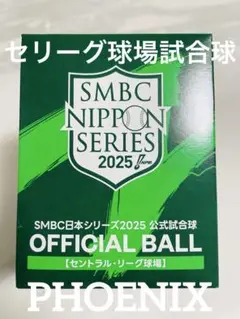 セリーグ球場試合球
SMBC
NIPPON
SERIES
2025
SMBC日本シリーズ2025 公式試合球
OFFICIAL BALL
【セントラル・リーグ球場】
PHOENIX